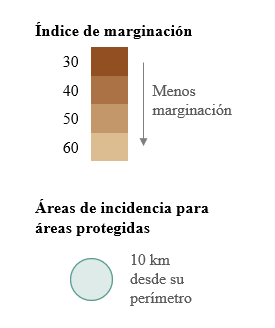 Índice de marginación
30
40
50
60
Menos
marginación
Áreas de incidencia para
áreas protegidas
10 km
desde su
perímetro